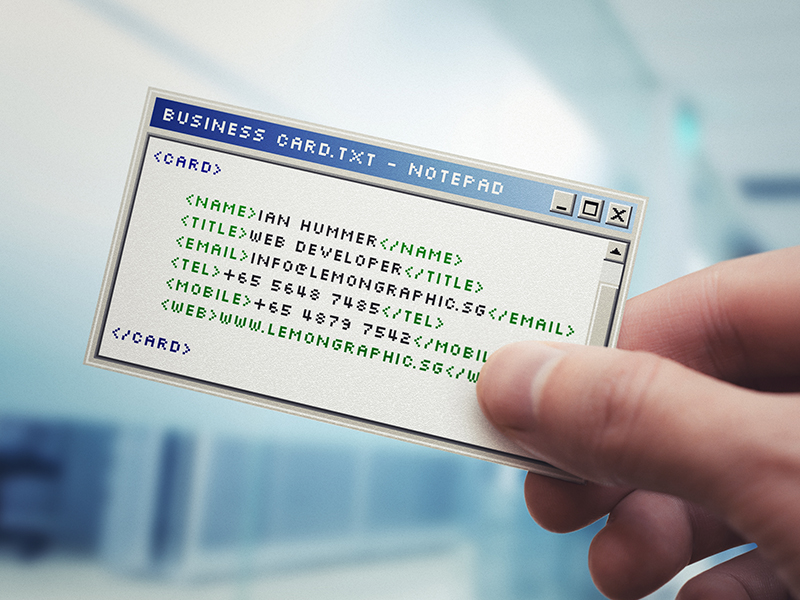 BUSINESS CARD.TXT - NOTEPAD
<CARD>
<NAME>IAN HUMMER</NAME>
<TITLE>WEB DEVELOPER</TITLE>
<EMAIL>INFO@LEMONGRAPHIC.SG</EMAIL>
<TEL>+65 5648 7485</TEL>
<MOBILE>+65 4879 7542</MOBIL
<WEB>WWW.LEMONGRAPHIC.SG</W
</CARD>